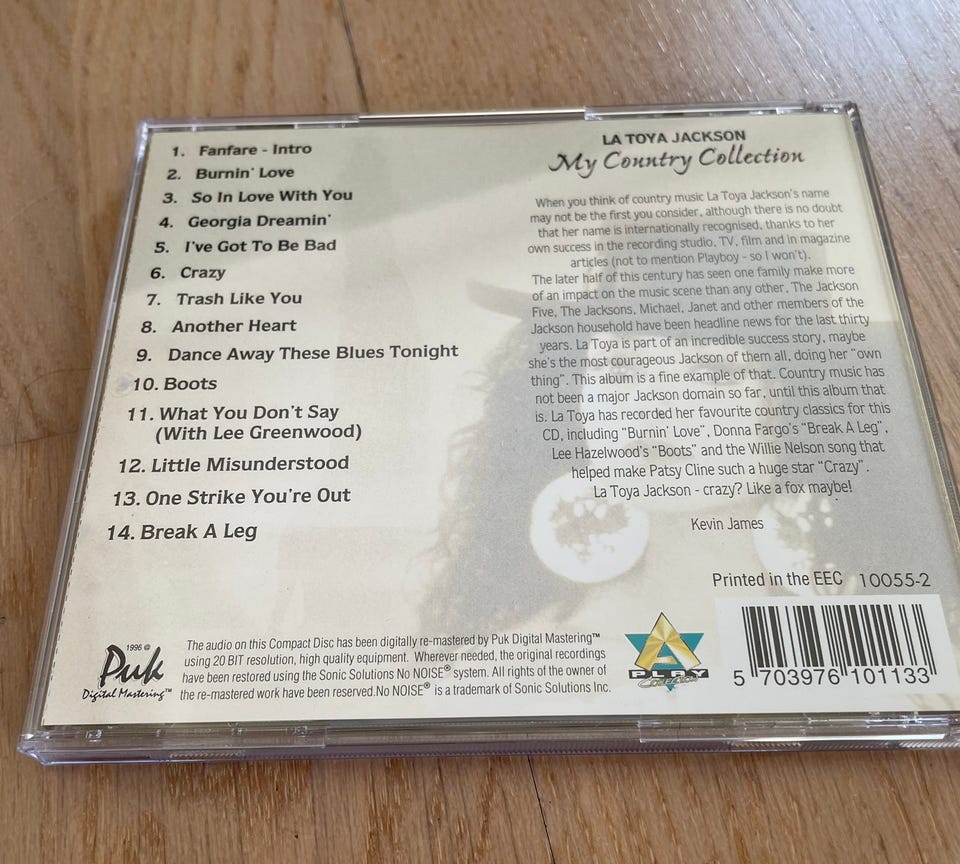 1. Fanfare - Intro
2. Burnin' Love
3. So In Love With You
4. Georgia Dreamin'
5. I've Got To Be Bad
6. Crazy
7. Trash Like You
8. Another Heart
9. Dance Away These Blues Tonight
10. Boots
11. What You Don't Say
(With Lee Greenwood)
12. Little Misunderstood
13. One Strike You're Out
14. Break A Leg
LA TOYA JACKSON
My Country Collection
When you think of country music La Toya Jackson's name
may not be the first you consider, although there is no doubt
that her name is internationally recognised, thanks to her
own success in the recording studio, TV, film and in magazine
articles (not to mention Playboy - so I won't).
The later half of this century has seen one family make more
of an impact on the music scene than any other, The Jackson
Five, The Jacksons, Michael, Janet and other members of the
Jackson household have been headline news for the last thirty
years. La Toya is part of an incredible success story, maybe
she's the most courageous Jackson of them all, doing her "own
thing". This album is a fine example of that. Country music has
not been a major Jackson domain so far, until this album that
is. La Toya has recorded her favourite country classics for this
CD, including "Burnin' Love", Donna Fargo's "Break A Leg",
Lee Hazelwood's "Boots" and the Willie Nelson song that
helped make Patsy Cline such a huge star "Crazy".
La Toya Jackson - crazy? Like a fox maybe!
Kevin James
Printed in the EEC 10055-2
1996 @
Puk
Digital Mastering™
The audio on this Compact Disc has been digitally re-mastered by Puk Digital Mastering™
using 20 BIT resolution, high quality equipment. Wherever needed, the original recordings
have been restored using the Sonic Solutions No NOISE® system. All rights of the owner of
the re-mastered work have been reserved.No NOISE® is a trademark of Sonic Solutions Inc.
A
PLAY
Collection
5 703976 101133